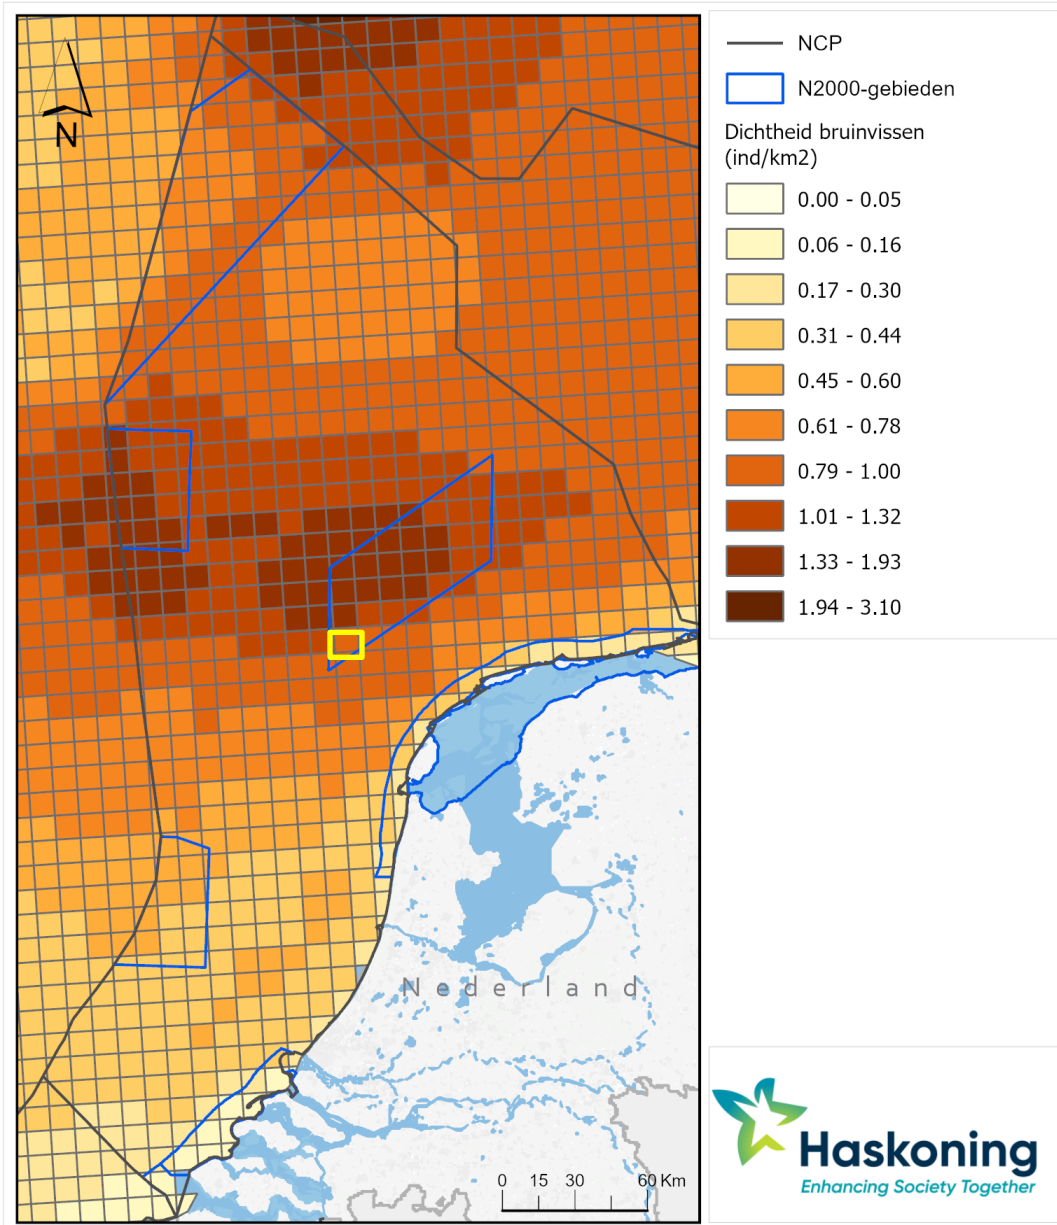 N
NCP
N2000-gebieden
Dichtheid bruinvissen
(ind/km2)
0.00 - 0.05
0.06 - 0.16
0.17 - 0.30
0.31 - 0.44
0.45 - 0.60
0.61 - 0.78
0.79 - 1.00
1.01 - 1.32
1.33 - 1.93
1.94 - 3.10
Nederland
0 15 30 60 Km
Haskoning
Enhancing Society Together